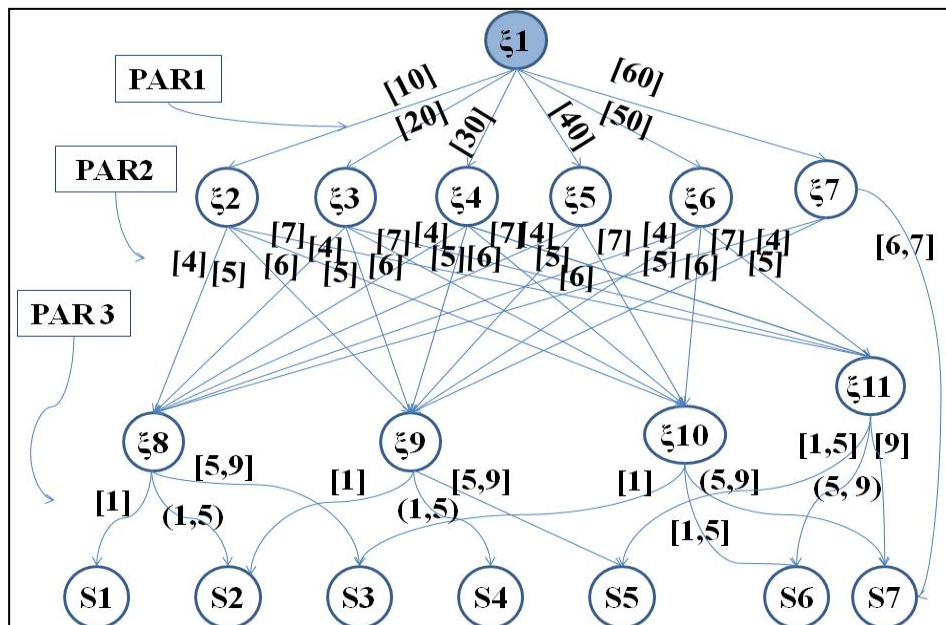 ξ1
PAR1
[10]
[20]
[30]
[40]
[50]
[60]
PAR2
ξ2
ξ3
ξ4
ξ5
ξ6
ξ7
[4]
[5]
[6]
[7]
[4]
[5]
[6]
[7]
[4]
[5]
[6]
[7]
[4]
[5]
[6]
[7]
[4]
[5]
[6]
[7]
[4]
[5]
[6,7]
PAR 3
ξ8
ξ9
ξ10
ξ11
[1]
(1,5)
[5,9]
[1]
(1,5)
[5,9]
[1]
[1,5]
(5,9]
[1,5]
(5, 9)
[9]
S1
S2
S3
S4
S5
S6
S7